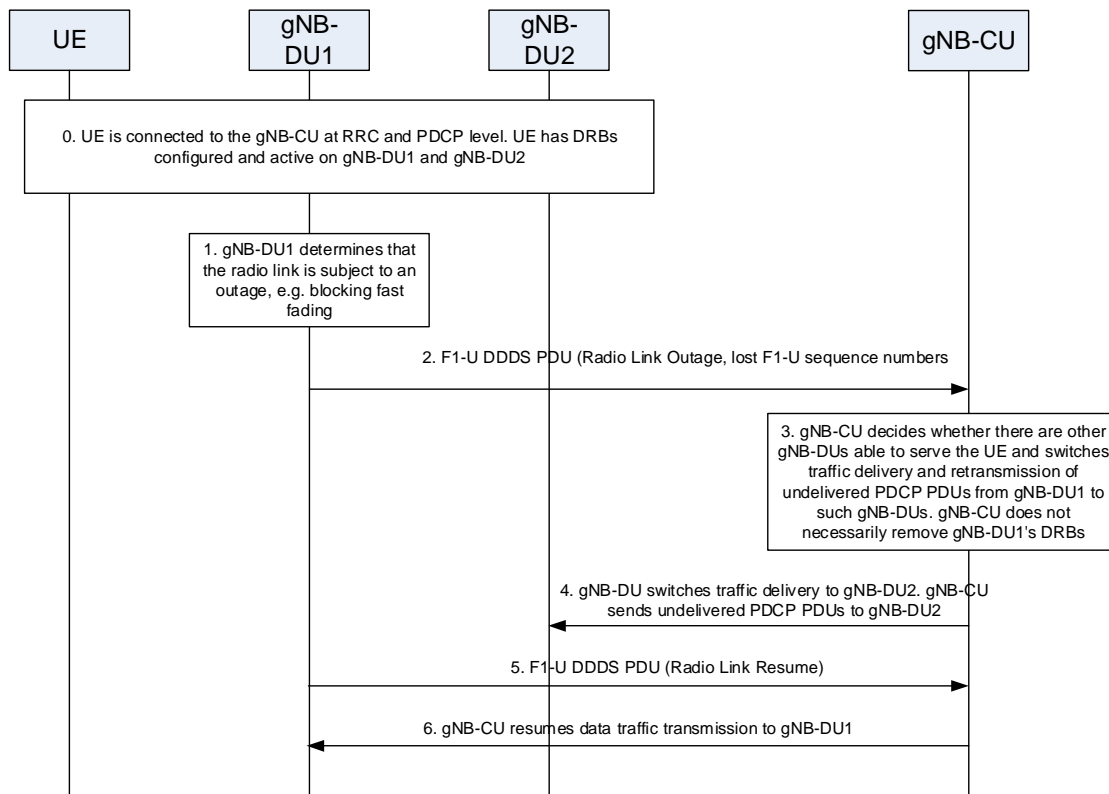 UE
gNB-
DU1
gNB-
DU2
gNB-CU
0. UE is connected to the gNB-CU at RRC and PDCP level. UE has DRBs
configured and active on gNB-DU1 and gNB-DU2
1. gNB-DU1 determines that
the radio link is subject to an
outage, e.g. blocking fast
fading
2. F1-U DDDS PDU (Radio Link Outage, lost F1-U sequence numbers
3. gNB-CU decides whether there are other
gNB-DUs able to serve the UE and switches
traffic delivery and retransmission of
undelivered PDCP PDUs from gNB-DU1 to
such gNB-DUs. gNB-CU does not
necessarily remove gNB-DU1's DRBs
4. gNB-DU switches traffic delivery to gNB-DU2. gNB-CU
sends undelivered PDCP PDUs to gNB-DU2
5. F1-U DDDS PDU (Radio Link Resume)
6. gNB-CU resumes data traffic transmission to gNB-DU1